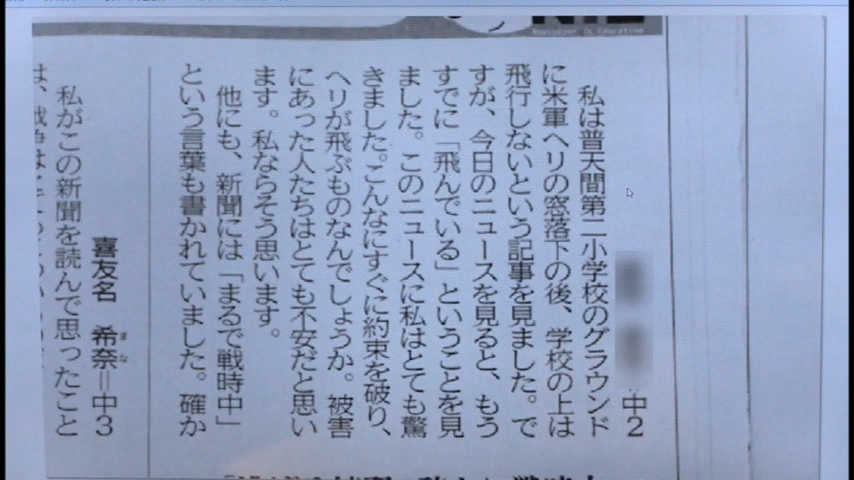 Newspaper In Education
中2
私は普天間第二小学校のグラウンド
に米軍ヘリの窓落下の後、学校の上は
飛行しないという記事を見ました。で
すが、今日のニュースを見ると、もう
すでに「飛んでいる」ということを見
ました。このニュースに私はとても驚
きました。こんなにすぐに約束を破り、
ヘリが飛ぶものなんでしょうか。被害
にあった人たちはとても不安だと思い
ます。私ならそう思います。
他にも、新聞には「まるで戦時中」
という言葉も書かれていました。確か
喜友名 希奈=中3
まな
私がこの新聞を読んで思ったこと